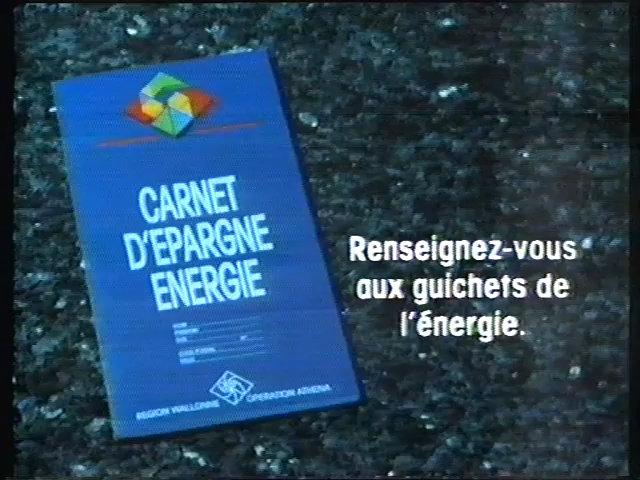 CARNET
D'EPARGNE
ENERGIE
REGION WALLONNE OPERATION ATHENA
Renseignez-vous
aux guichets de
l'énergie.